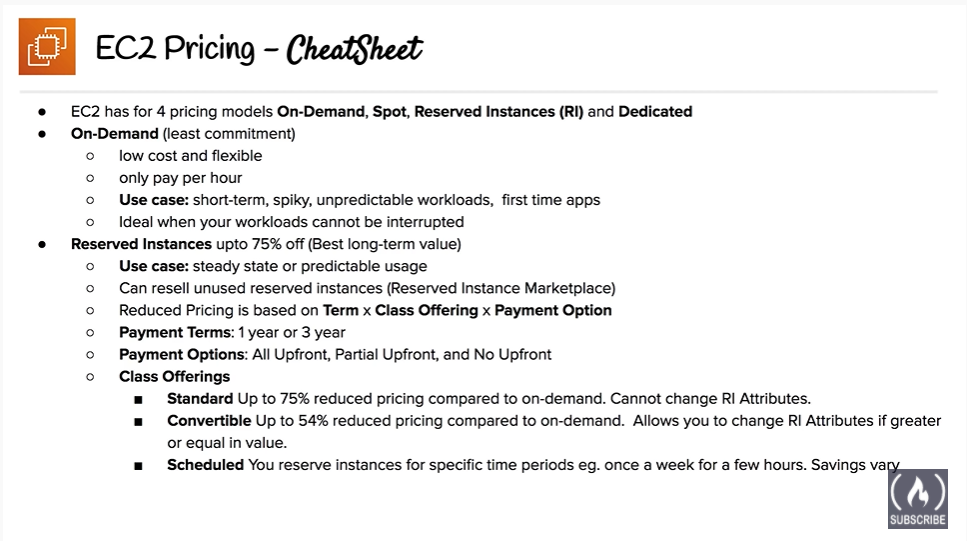 EC2 Pricing – CheatSheet
● EC2 has for 4 pricing models On-Demand, Spot, Reserved Instances (RI) and Dedicated
● On-Demand (least commitment)
○ low cost and flexible
○ only pay per hour
○ Use case: short-term, spiky, unpredictable workloads, first time apps
○ Ideal when your workloads cannot be interrupted
● Reserved Instances upto 75% off (Best long-term value)
○ Use case: steady state or predictable usage
○ Can resell unused reserved instances (Reserved Instance Marketplace)
○ Reduced Pricing is based on Term x Class Offering x Payment Option
○ Payment Terms: 1 year or 3 year
○ Payment Options: All Upfront, Partial Upfront, and No Upfront
○ Class Offerings
■ Standard Up to 75% reduced pricing compared to on-demand. Cannot change RI Attributes.
■ Convertible Up to 54% reduced pricing compared to on-demand. Allows you to change RI Attributes if greater
or equal in value.
■ Scheduled You reserve instances for specific time periods eg. once a week for a few hours. Savings vary
SUBSCRIBE